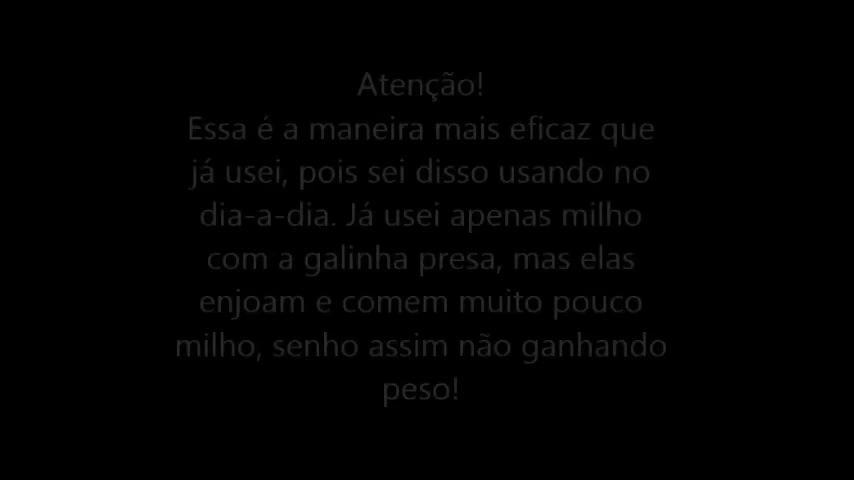 Atenção!
Essa é a maneira mais eficaz que
já usei, pois sei disso usando no
dia-a-dia. Já usei apenas milho
com a galinha presa, mas elas
enjoam e comem muito pouco
milho, senho assim não ganhando
peso!